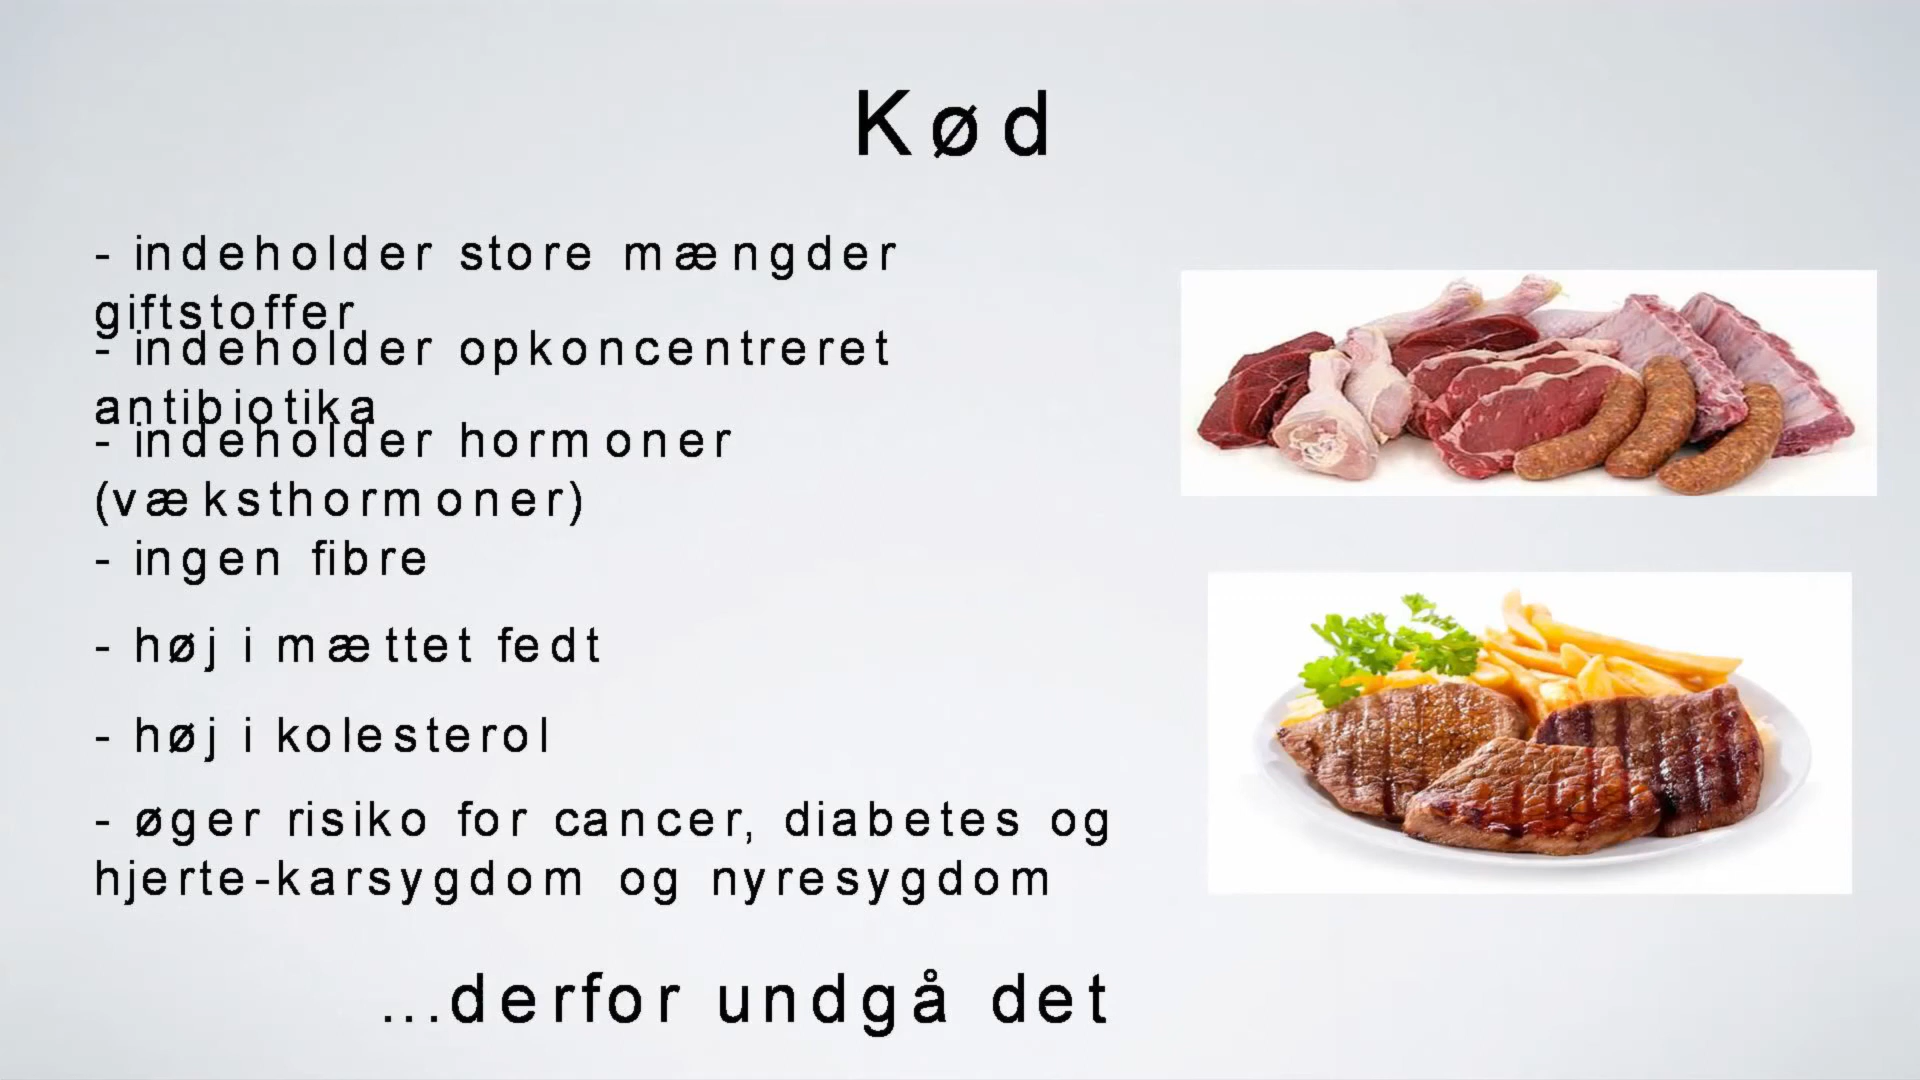 Kød
- indeholder store mængder
giftstoffer
- indeholder opkoncentreret
antibiotika
- indeholder hormoner
(væksthormoner)
- ingen fibre
- høj i mættet fedt
- høj i kolesterol
- øger risiko for cancer, diabetes og
hjerte-karsygdom og nyresygdom
...derfor undgå det